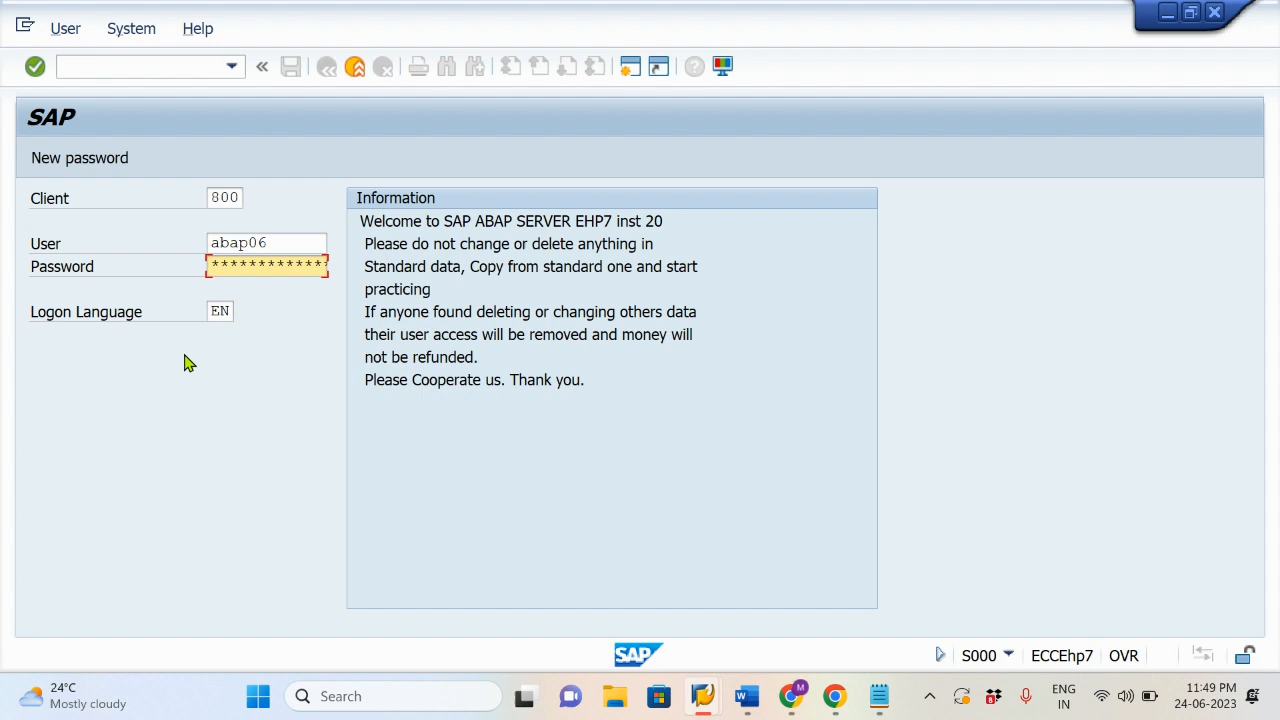 User System Help
SAP
New password
Client 800
User abap06
Password ************
Logon Language EN
Information
Welcome to SAP ABAP SERVER EHP7 inst 20
Please do not change or delete anything in
Standard data, Copy from standard one and start
practicing
If anyone found deleting or changing others data
their user access will be removed and money will
not be refunded.
Please Cooperate us. Thank you.
SAP
S000 ECCEhp7 OVR
24°C
Mostly cloudy
Search
M
8
ENG
IN
11:49 PM
24-06-2023